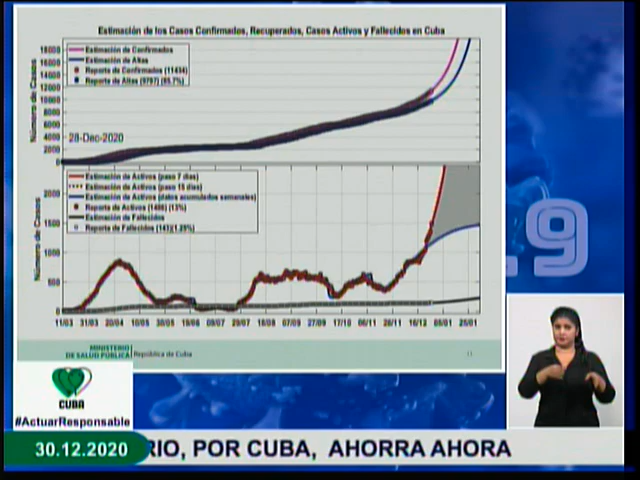 Estimación de los Casos Confirmados, Recuperados, Casos Activos y Fallecidos en Cuba
Número de Casos
18000
16000
14000
12000
10000
8000
6000
4000
2000
0
Estimación de Confirmados
Estimación de Altas
Reporte de Confirmados (11434)
Reporte de Altas (9797) (85.7%)
28-Dec-2020
Número de Casos
2000
1500
1000
500
0
Estimación de Activos (paso 7 días)
Estimación de Activos (paso 15 días)
Estimación de Activos (datos acumulados semanales)
Reporte de Activos (1486) (13%)
Estimación de Fallecidos
Reporte de Fallecidos (143)(1.25%)
11/03 31/03 20/04 10/05 30/05 19/06 09/07 29/07 18/08 07/09 27/09 17/10 06/11 26/11 16/12 05/01 25/01
MINISTERIO
DE SALUD PÚBLICA
República de Cuba
11
19
CUBA
#ActuarResponsable
30.12.2020
RIO, POR CUBA, AHORRA AHORA